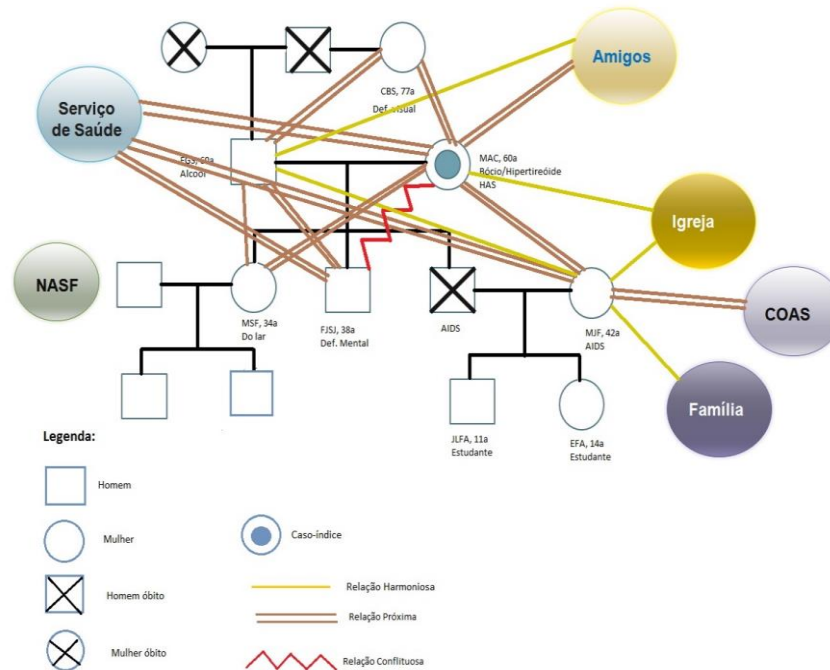 Amigos
CBS, 77a
Def. visual
Serviço
de Saúde
EGS, 60a
Alcool
MAC, 60a
Bócio/Hipertireóide
HAS
Igreja
NASF
COAS
MSF, 34a
Do lar
FJSJ, 38a
Def. Mental
AIDS
MJF, 42a
AIDS
Família
JLFA, 11a
Estudante
EFA, 14a
Estudante
Legenda:
Homem
Mulher
Caso-índice
Homem óbito
Relação Harmoniosa
Relação Próxima
Mulher óbito
Relação Conflituosa